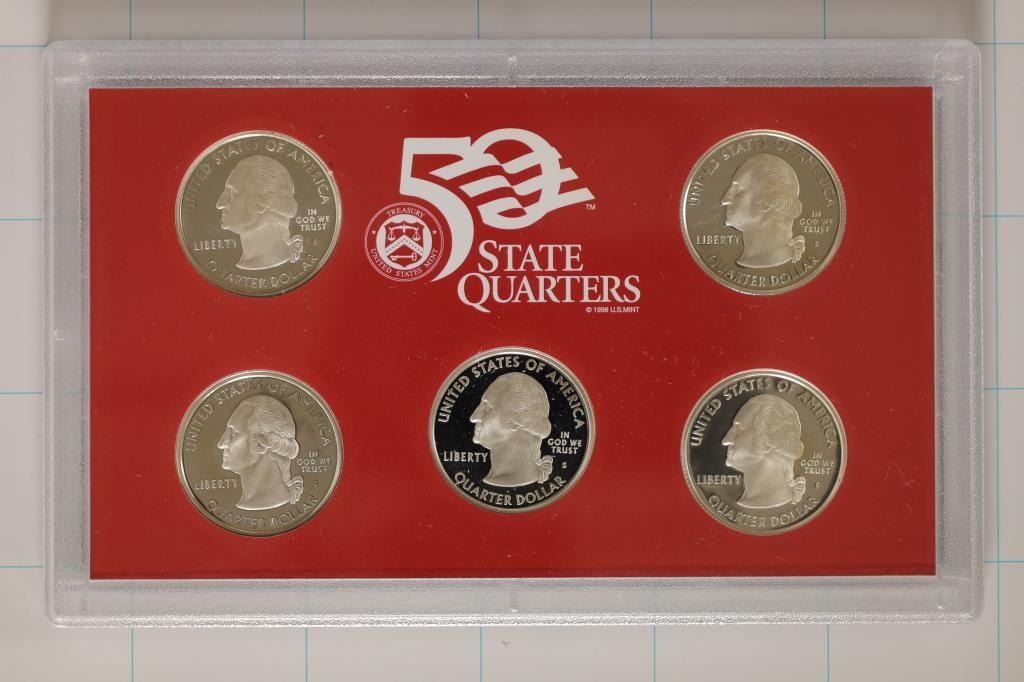 UNITED STATES OF AMERICA
IN
GOD WE
TRUST
LIBERTY
S
QUARTER DOLLAR
50
TM
TREASURY
UNITED STATES MINT
STATE
QUARTERS
© 1998 U.S.MINT
UNITED STATES OF AMERICA
IN
GOD WE
TRUST
LIBERTY
S
QUARTER DOLLAR
UNITED STATES OF AMERICA
IN
GOD WE
TRUST
LIBERTY
S
QUARTER DOLLAR
UNITED STATES OF AMERICA
IN
GOD WE
TRUST
LIBERTY
S
QUARTER DOLLAR
UNITED STATES OF AMERICA
IN
GOD WE
TRUST
LIBERTY
S
QUARTER DOLLAR